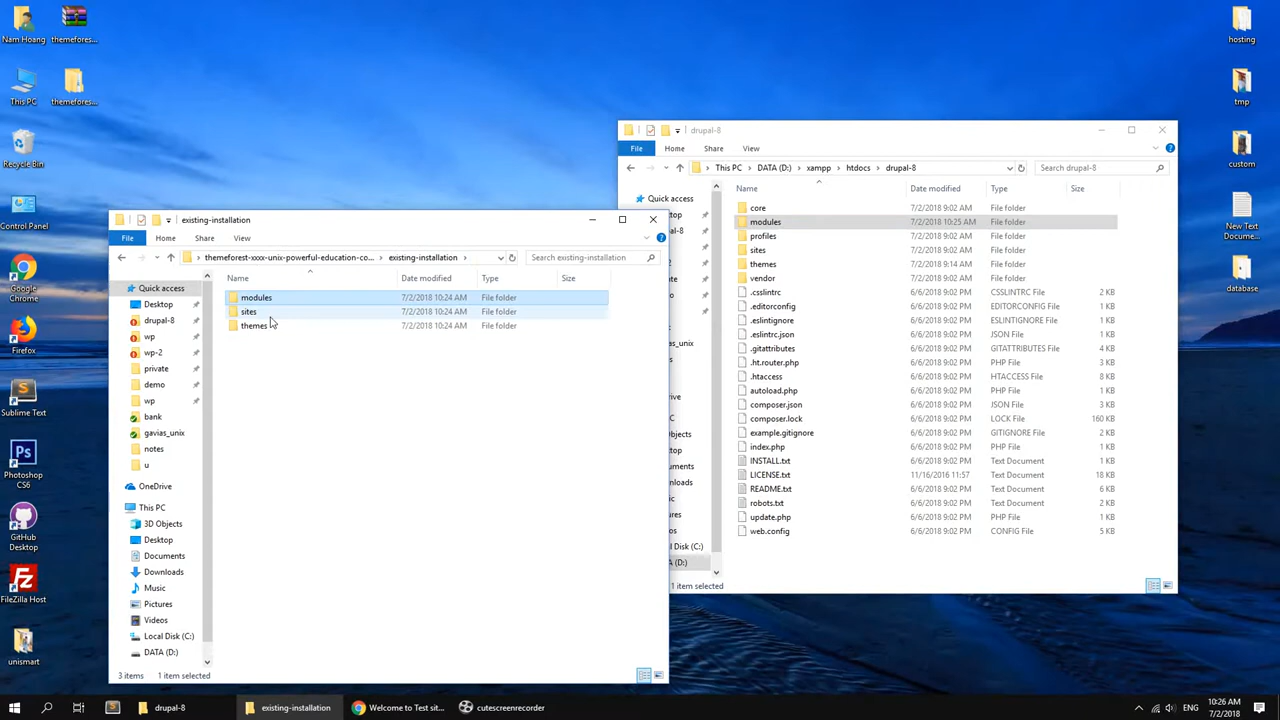 Nam Hoang
themefores...
This PC
themefores...
Recycle Bin
Control Panel
Google
Chrome
Firefox
Sublime Text
Photoshop
CS6
GitHub
Desktop
FileZilla Host
unismart
hosting
tmp
custom
New Text
Docume...
database
existing-installation
File
Home
Share
View
themeforest-xxxx-unix-powerful-education-co...
existing-installation
Search existing-installation
Name
Date modified
Type
Size
modules 7/2/2018 10:24 AM File folder
sites 7/2/2018 10:24 AM File folder
themes 7/2/2018 10:24 AM File folder
Quick access
Desktop
drupal-8
wp
wp-2
private
demo
wp
bank
gavias_unix
notes
u
OneDrive
This PC
3D Objects
Desktop
Documents
Downloads
Music
Pictures
Videos
Local Disk (C:)
DATA (D:)
3 items 1 item selected
drupal-8
File
Home
Share
View
This PC
DATA (D:)
xampp
htdocs
drupal-8
Search drupal-8
Quick access
top
al-8
2
te
o
as_unix
s
rive
C
bjects
top
ments
nloads
ic
res
os
l Disk (C:)
A (D:)
Name Date modified Type Size
core 7/2/2018 9:02 AM File folder
modules 7/2/2018 10:25 AM File folder
profiles 7/2/2018 9:02 AM File folder
sites 7/2/2018 9:02 AM File folder
themes 7/2/2018 9:14 AM File folder
vendor 7/2/2018 9:02 AM File folder
.csslintrc 6/6/2018 9:02 PM CSSLINTRC File 2 KB
.editorconfig 6/6/2018 9:02 PM EDITORCONFIG File 1 KB
.eslintignore 6/6/2018 9:02 PM ESLINTIGNORE File 1 KB
.eslintrc.json 6/6/2018 9:02 PM JSON File 1 KB
.gitattributes 6/6/2018 9:02 PM GITATTRIBUTES File 4 KB
.ht.router.php 6/6/2018 9:02 PM PHP File 3 KB
.htaccess 6/6/2018 9:02 PM HTACCESS File 8 KB
autoload.php 6/6/2018 9:02 PM PHP File 1 KB
composer.json 6/6/2018 9:02 PM JSON File 3 KB
composer.lock 6/6/2018 9:02 PM LOCK File 160 KB
example.gitignore 6/6/2018 9:02 PM GITIGNORE File 2 KB
index.php 6/6/2018 9:02 PM PHP File 1 KB
INSTALL.txt 6/6/2018 9:02 PM Text Document 1 KB
LICENSE.txt 11/16/2016 11:57 Text Document 18 KB
README.txt 6/6/2018 9:02 PM Text Document 6 KB
robots.txt 6/6/2018 9:02 PM Text Document 2 KB
update.php 6/6/2018 9:02 PM PHP File 1 KB
web.config 6/6/2018 9:02 PM CONFIG File 5 KB
1 item selected
drupal-8
existing-installation
Welcome to Test sit...
cutescreenrecorder
10:26 AM
7/2/2018